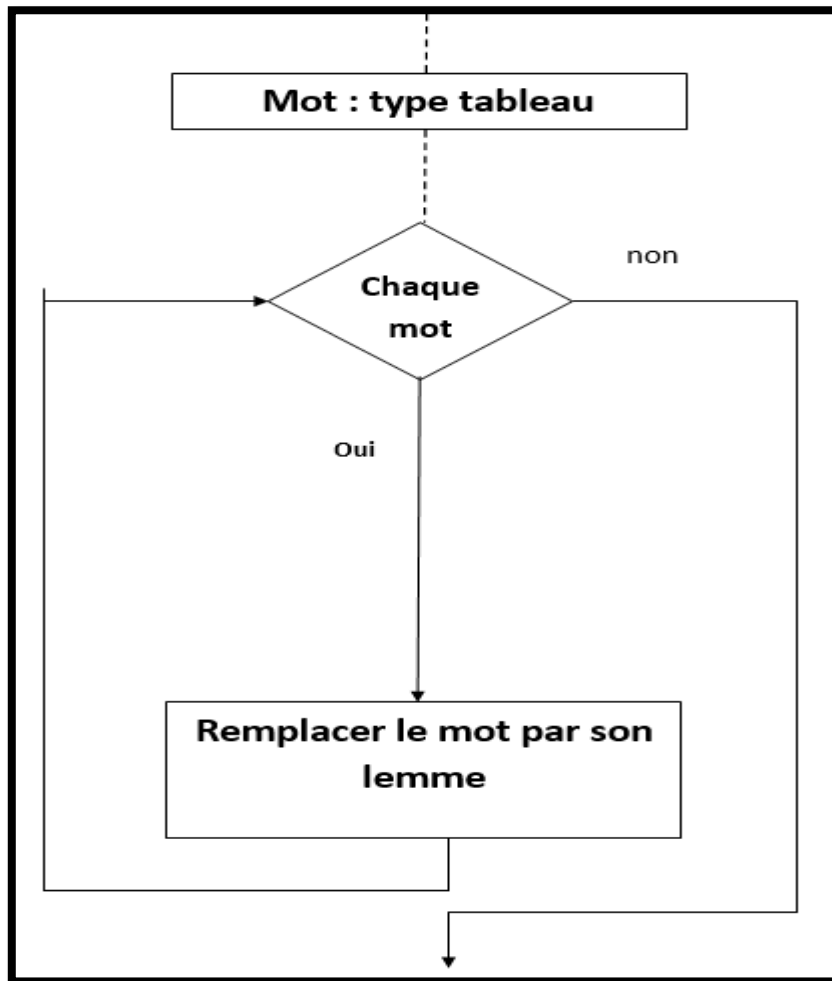 Mot : type tableau
non
Chaque
mot
Oui
Remplacer le mot par son
lemme